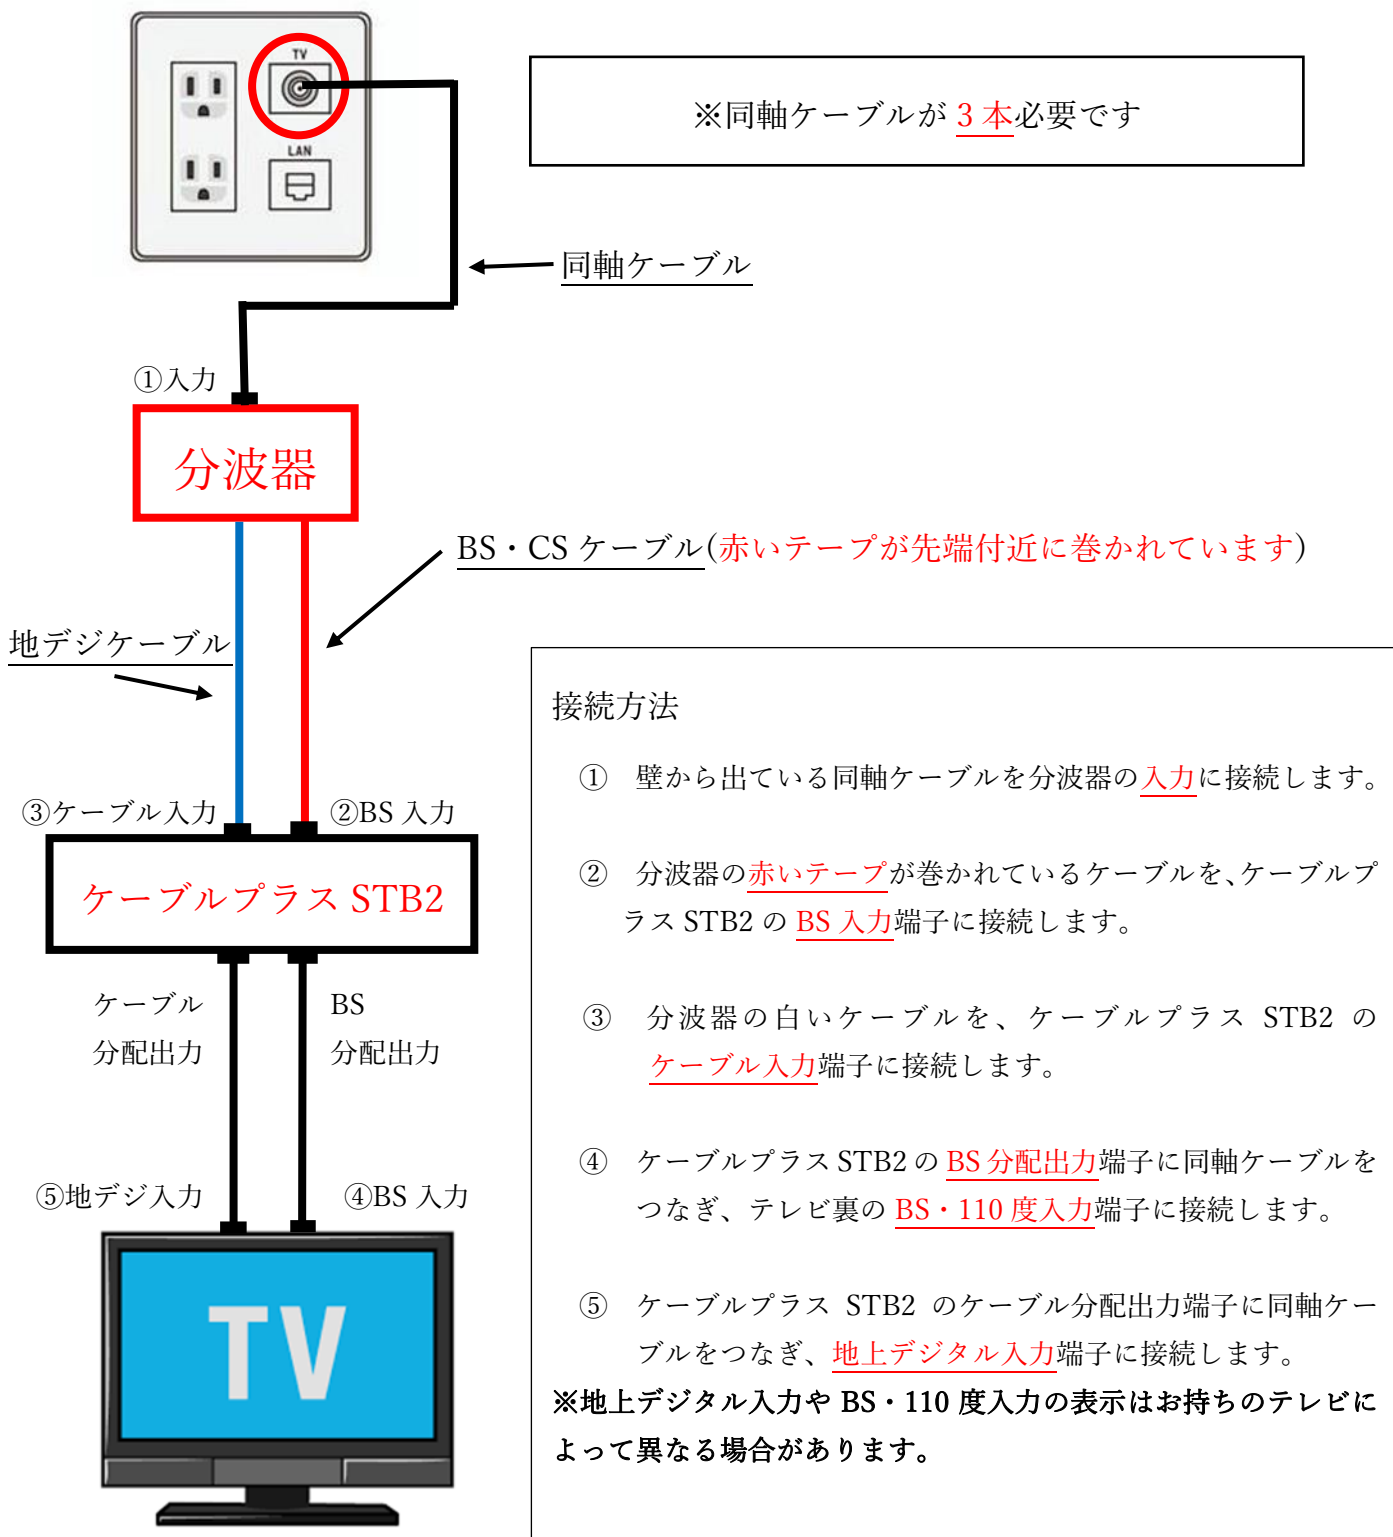 TV
LAN
※同軸ケーブルが 3 本必要です
同軸ケーブル
①入力
分波器
BS・CS ケーブル(赤いテープが先端付近に巻かれています)
地デジケーブル
③ケーブル入力
②BS 入力
ケーブルプラス STB2
ケーブル
分配出力
BS
分配出力
⑤地デジ入力
④BS 入力
TV
接続方法
① 壁から出ている同軸ケーブルを分波器の入力に接続します。
② 分波器の赤いテープが巻かれているケーブルを、ケーブルプ
ラス STB2 の BS 入力端子に接続します。
③ 分波器の白いケーブルを、ケーブルプラス STB2 の
ケーブル入力端子に接続します。
④ ケーブルプラス STB2 の BS 分配出力端子に同軸ケーブルを
つなぎ、テレビ裏の BS・110 度入力端子に接続します。
⑤ ケーブルプラス STB2 のケーブル分配出力端子に同軸ケー
ブルをつなぎ、地上デジタル入力端子に接続します。
※地上デジタル入力や BS・110 度入力の表示はお持ちのテレビに
よって異なる場合があります。